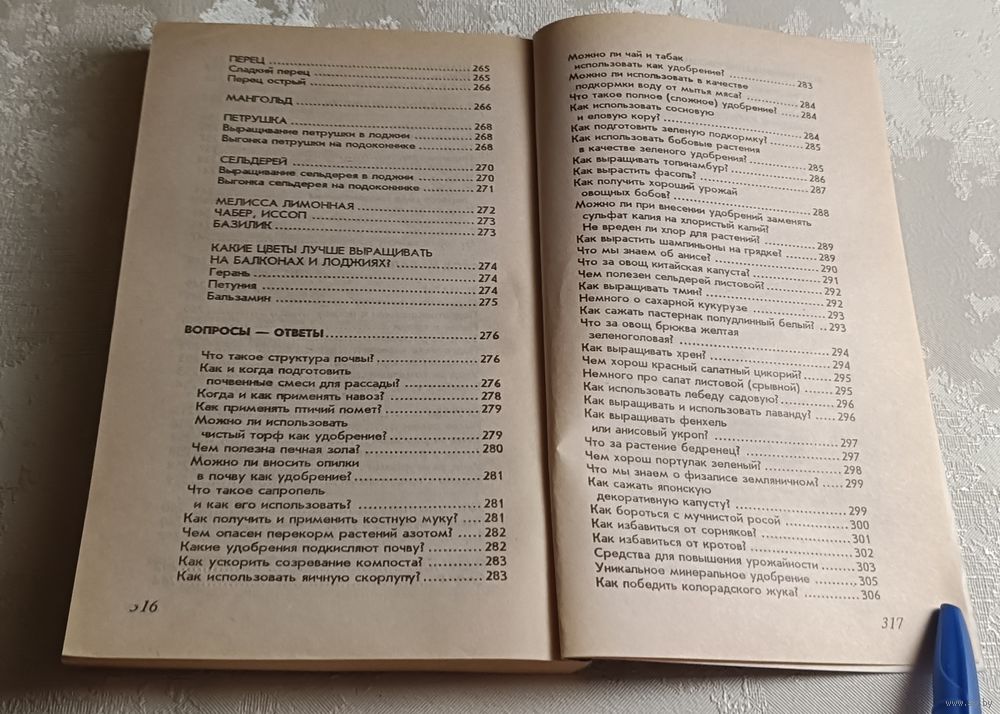 ПЕРЕЦ ........ 265
Сладкий перец ........ 265
Перец острый ........ 266
МАНГОЛЬД ........ 266
ПЕТРУШКА ........ 268
Выращивание петрушки в лоджии ........ 268
Выгонка петрушки на подоконнике ........ 268
СЕЛЬДЕРЕЙ ........ 270
Выращивание сельдерея в лоджии ........ 270
Выгонка сельдерея на подоконнике ........ 271
МЕЛИССА ЛИМОННАЯ ........ 272
ЧАБЕР, ИССОП ........ 273
БАЗИЛИК ........ 273
КАКИЕ ЦВЕТЫ ЛУЧШЕ ВЫРАЩИВАТЬ
НА БАЛКОНАХ И ЛОДЖИЯХ? ........ 274
Герань ........ 274
Петуния ........ 274
Бальзамин ........ 275
ВОПРОСЫ — ОТВЕТЫ ........ 276
Что такое структура почвы? ........ 276
Как и когда подготовить
почвенные смеси для рассады? ........ 276
Когда и как применять навоз? ........ 278
Как применять птичий помет? ........ 279
Можно ли использовать
чистый торф как удобрение? ........ 279
Чем полезна печная зола? ........ 280
Можно ли вносить опилки
в почву как удобрение? ........ 281
Что такое сапропель
и как его использовать? ........ 281
Как получить и применить костную муку? .... 281
Чем опасен перекорм растений азотом? ..... 282
Какие удобрения подкисляют почву? ........ 282
Как ускорить созревание компоста? ........ 283
Как использовать яичную скорлупу? ........ 283
316
Можно ли чай и табак
использовать как удобрение? ........ 283
Можно ли использовать в качестве
подкормки воду от мытья мяса? ........ 284
Что такое полное (сложное) удобрение? .... 284
Как использовать сосновую
и еловую кору? ........ 284
Как подготовить зеленую подкормку? ........ 285
Как использовать бобовые растения
в качестве зеленого удобрения? ........ 285
Как выращивать топинамбур? ........ 286
Как вырастить фасоль? ........ 287
Как получить хороший урожай
овощных бобов? ........ 288
Можно ли при внесении удобрений заменять
сульфат калия на хлористый калий?
Не вреден ли хлор для растений? ........ 289
Как вырастить шампиньоны на грядке? ........ 289
Что мы знаем об анисе? ........ 290
Что за овощ китайская капуста? ........ 291
Чем полезен сельдерей листовой? ........ 292
Как выращивать тмин? ........ 292
Немного о сахарной кукурузе ........ 293
Как сажать пастернак полудлинный белый? .. 293
Что за овощ брюква желтая
зеленоголовая? ........ 294
Как выращивать хрен? ........ 294
Чем хорош красный салатный цикорий? ........ 295
Немного про салат листовой (срывной) ........ 295
Как использовать лебеду садовую? ........ 296
Как выращивать и использовать лаванду? .... 296
Как выращивать фенхель
или анисовый укроп? ........ 297
Что за растение бедренец? ........ 297
Чем хорош портулак зеленый? ........ 298
Что мы знаем о физалисе земляничном? .... 299
Как сажать японскую
декоративную капусту? ........ 299
Как бороться с мучнистой росой ........ 300
Как избавиться от сорняков? ........ 301
Как избавиться от кротов? ........ 302
Средства для повышения урожайности ........ 303
Уникальное минеральное удобрение ........ 305
Как победить колорадского жука? ........ 306
317